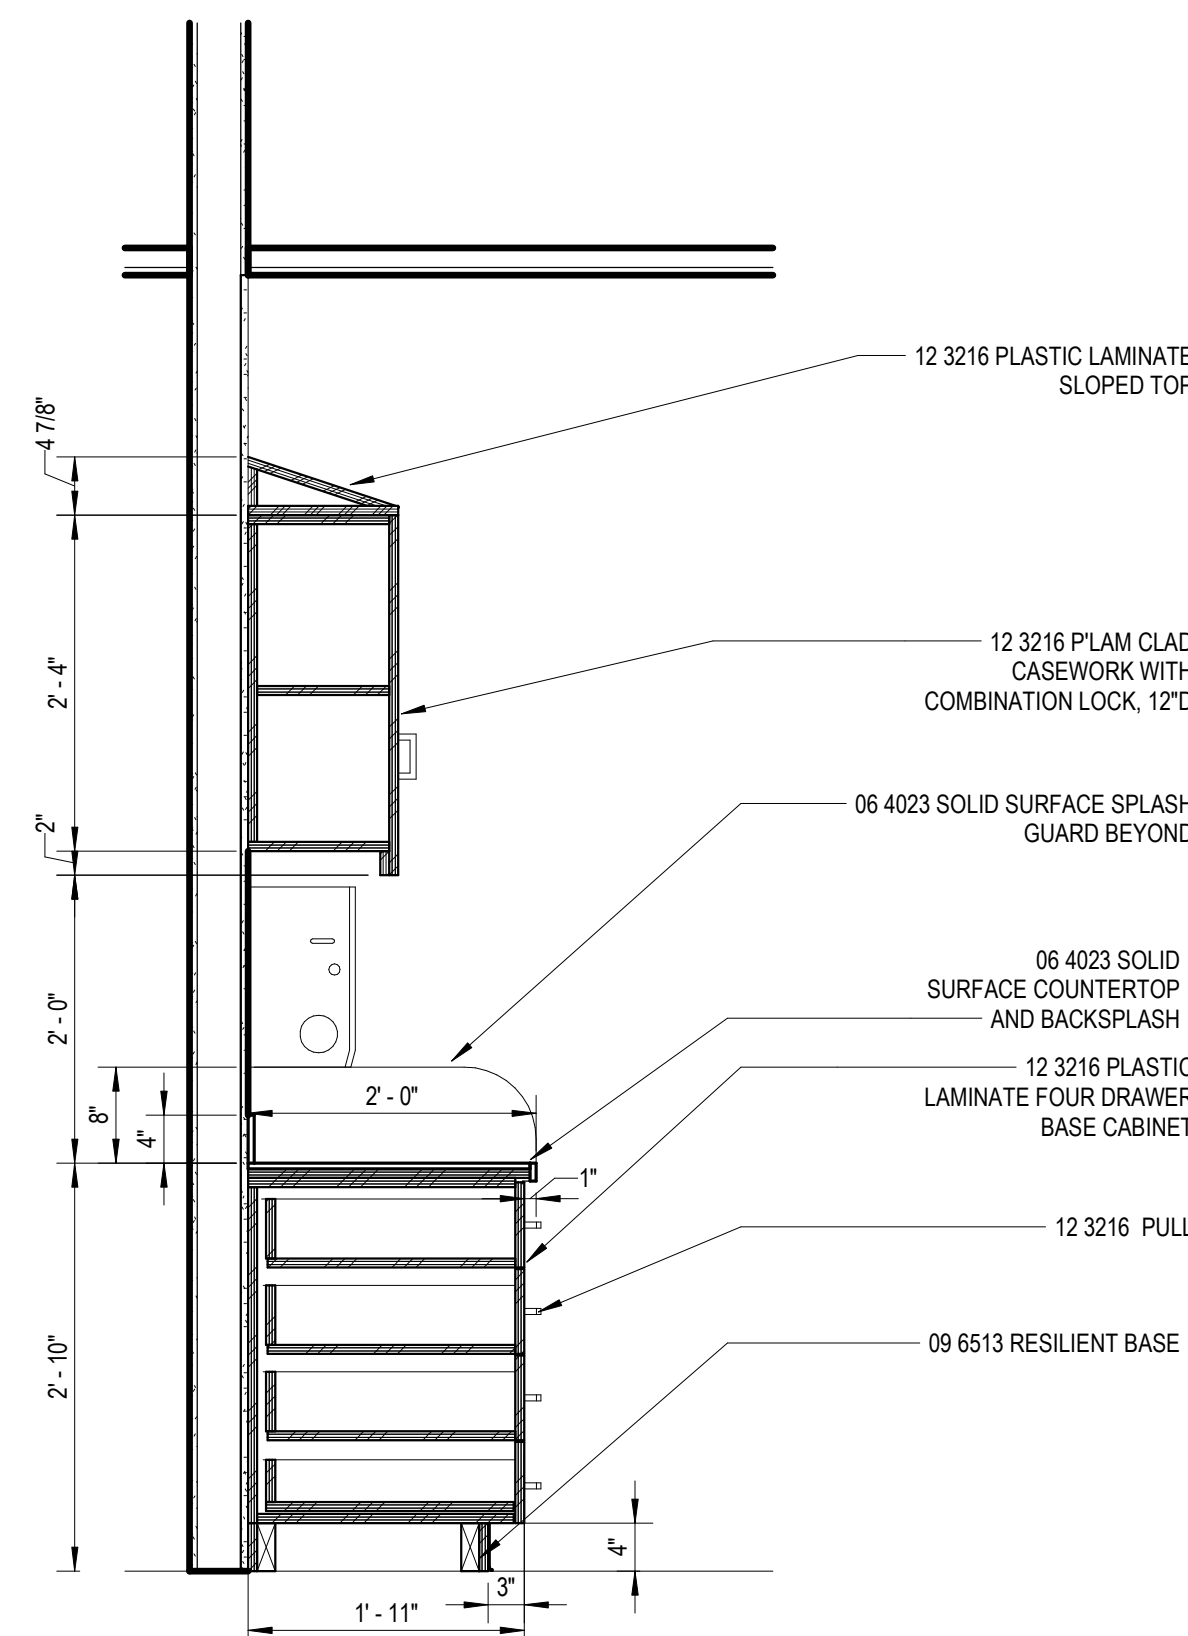 12 3216 PLASTIC LAMINATE
SLOPED TOP
4 7/8"
2' - 4"
12 3216 P'LAM CLAD
CASEWORK WITH
COMBINATION LOCK, 12"D
2"
06 4023 SOLID SURFACE SPLASH
GUARD BEYOND
2' - 0"
06 4023 SOLID
SURFACE COUNTERTOP
AND BACKSPLASH
8"
4"
2' - 0"
12 3216 PLASTIC
LAMINATE FOUR DRAWER
BASE CABINET
1"
12 3216 PULL
2' - 10"
09 6513 RESILIENT BASE
4"
3"
1' - 11"